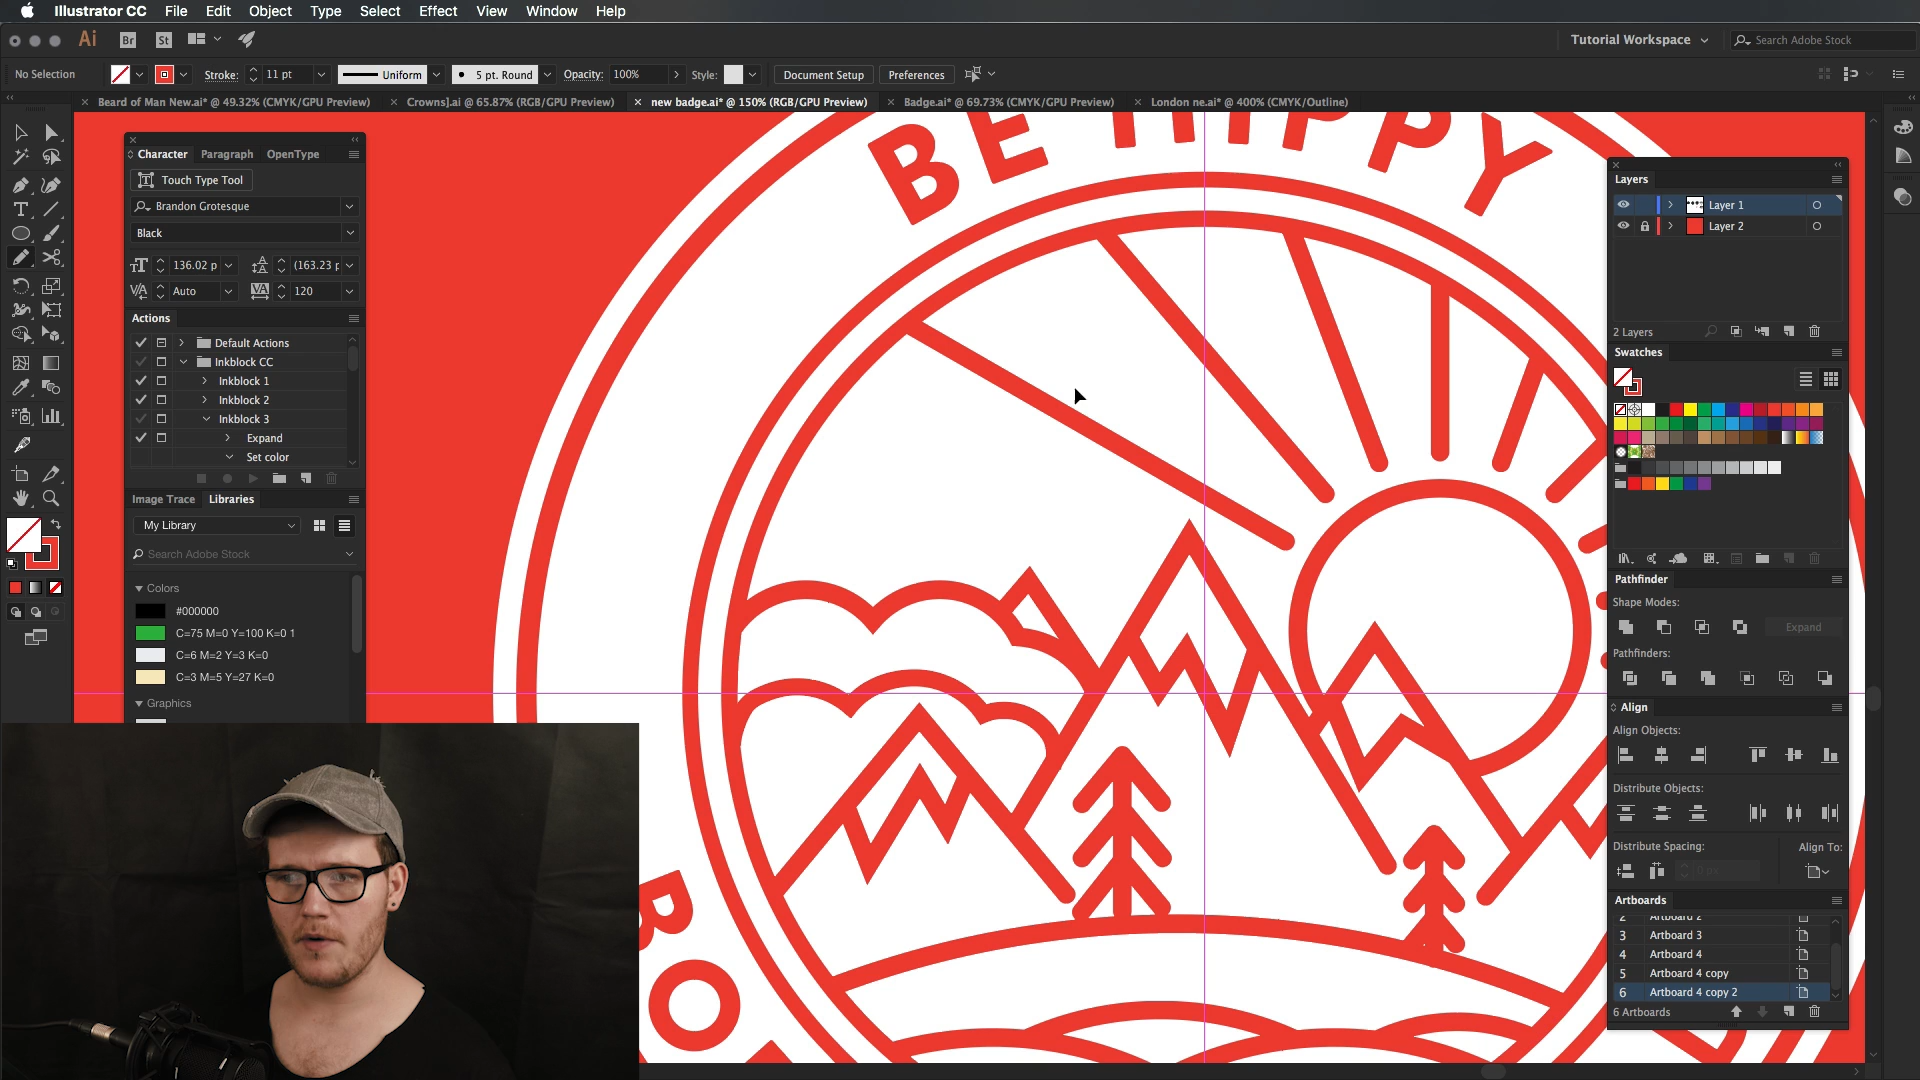 Illustrator CC File Edit Object Type Select Effect View Window Help
Ai Br St Tutorial Workspace Search Adobe Stock
No Selection Stroke: 11 pt Uniform 5 pt. Round Opacity: 100% Style: Document Setup Preferences
Beard of Man New.ai* @ 49.32% (CMYK/GPU Preview) Crowns].ai @ 65.87% (RGB/GPU Preview) new badge.ai* @ 150% (RGB/GPU Preview) Badge.ai* @ 69.73% (CMYK/GPU Preview) London ne.ai* @ 400% (CMYK/Outline)
Character Paragraph OpenType
Touch Type Tool
Brandon Grotesque
Black
136.02 p (163.23 p
Auto 120
Actions
Default Actions
Inkblock CC
Inkblock 1
Inkblock 2
Inkblock 3
Expand
Set color
Image Trace Libraries
My Library
Search Adobe Stock
Colors
#000000
C=75 M=0 Y=100 K=0 1
C=6 M=2 Y=3 K=0
C=3 M=5 Y=27 K=0
Graphics
BE HIPPY
RO
Layers
Layer 1
Layer 2
2 Layers
Swatches
Pathfinder
Shape Modes:
Expand
Pathfinders:
Align
Align Objects:
Distribute Objects:
Distribute Spacing: Align To:
0 px
Artboards
2 Artboard 2
3 Artboard 3
4 Artboard 4
5 Artboard 4 copy
6 Artboard 4 copy 2
6 Artboards